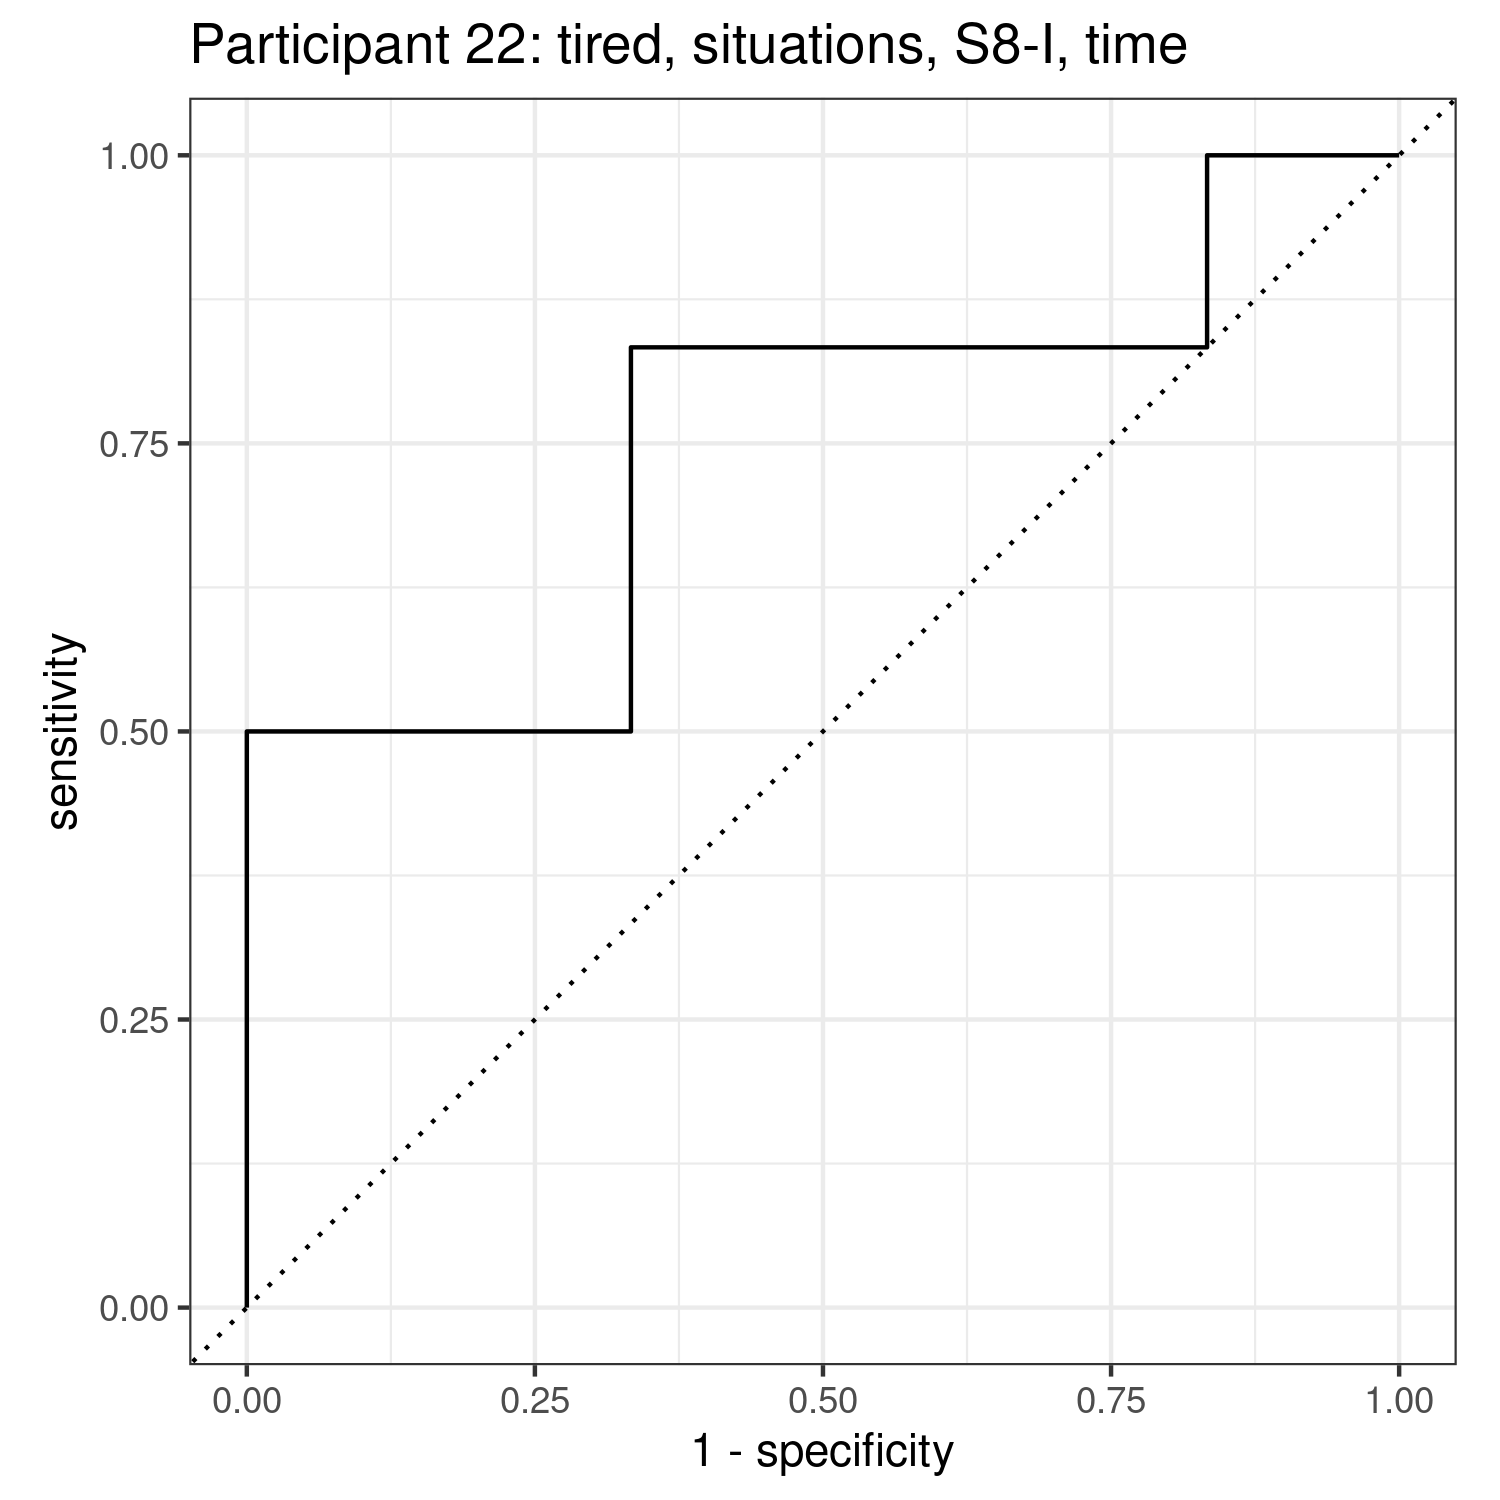 Participant 22: tired, situations, S8-I, time
1.00
0.75
0.50
0.25
0.00
sensitivity
0.00 0.25 0.50 0.75 1.00
1 - specificity